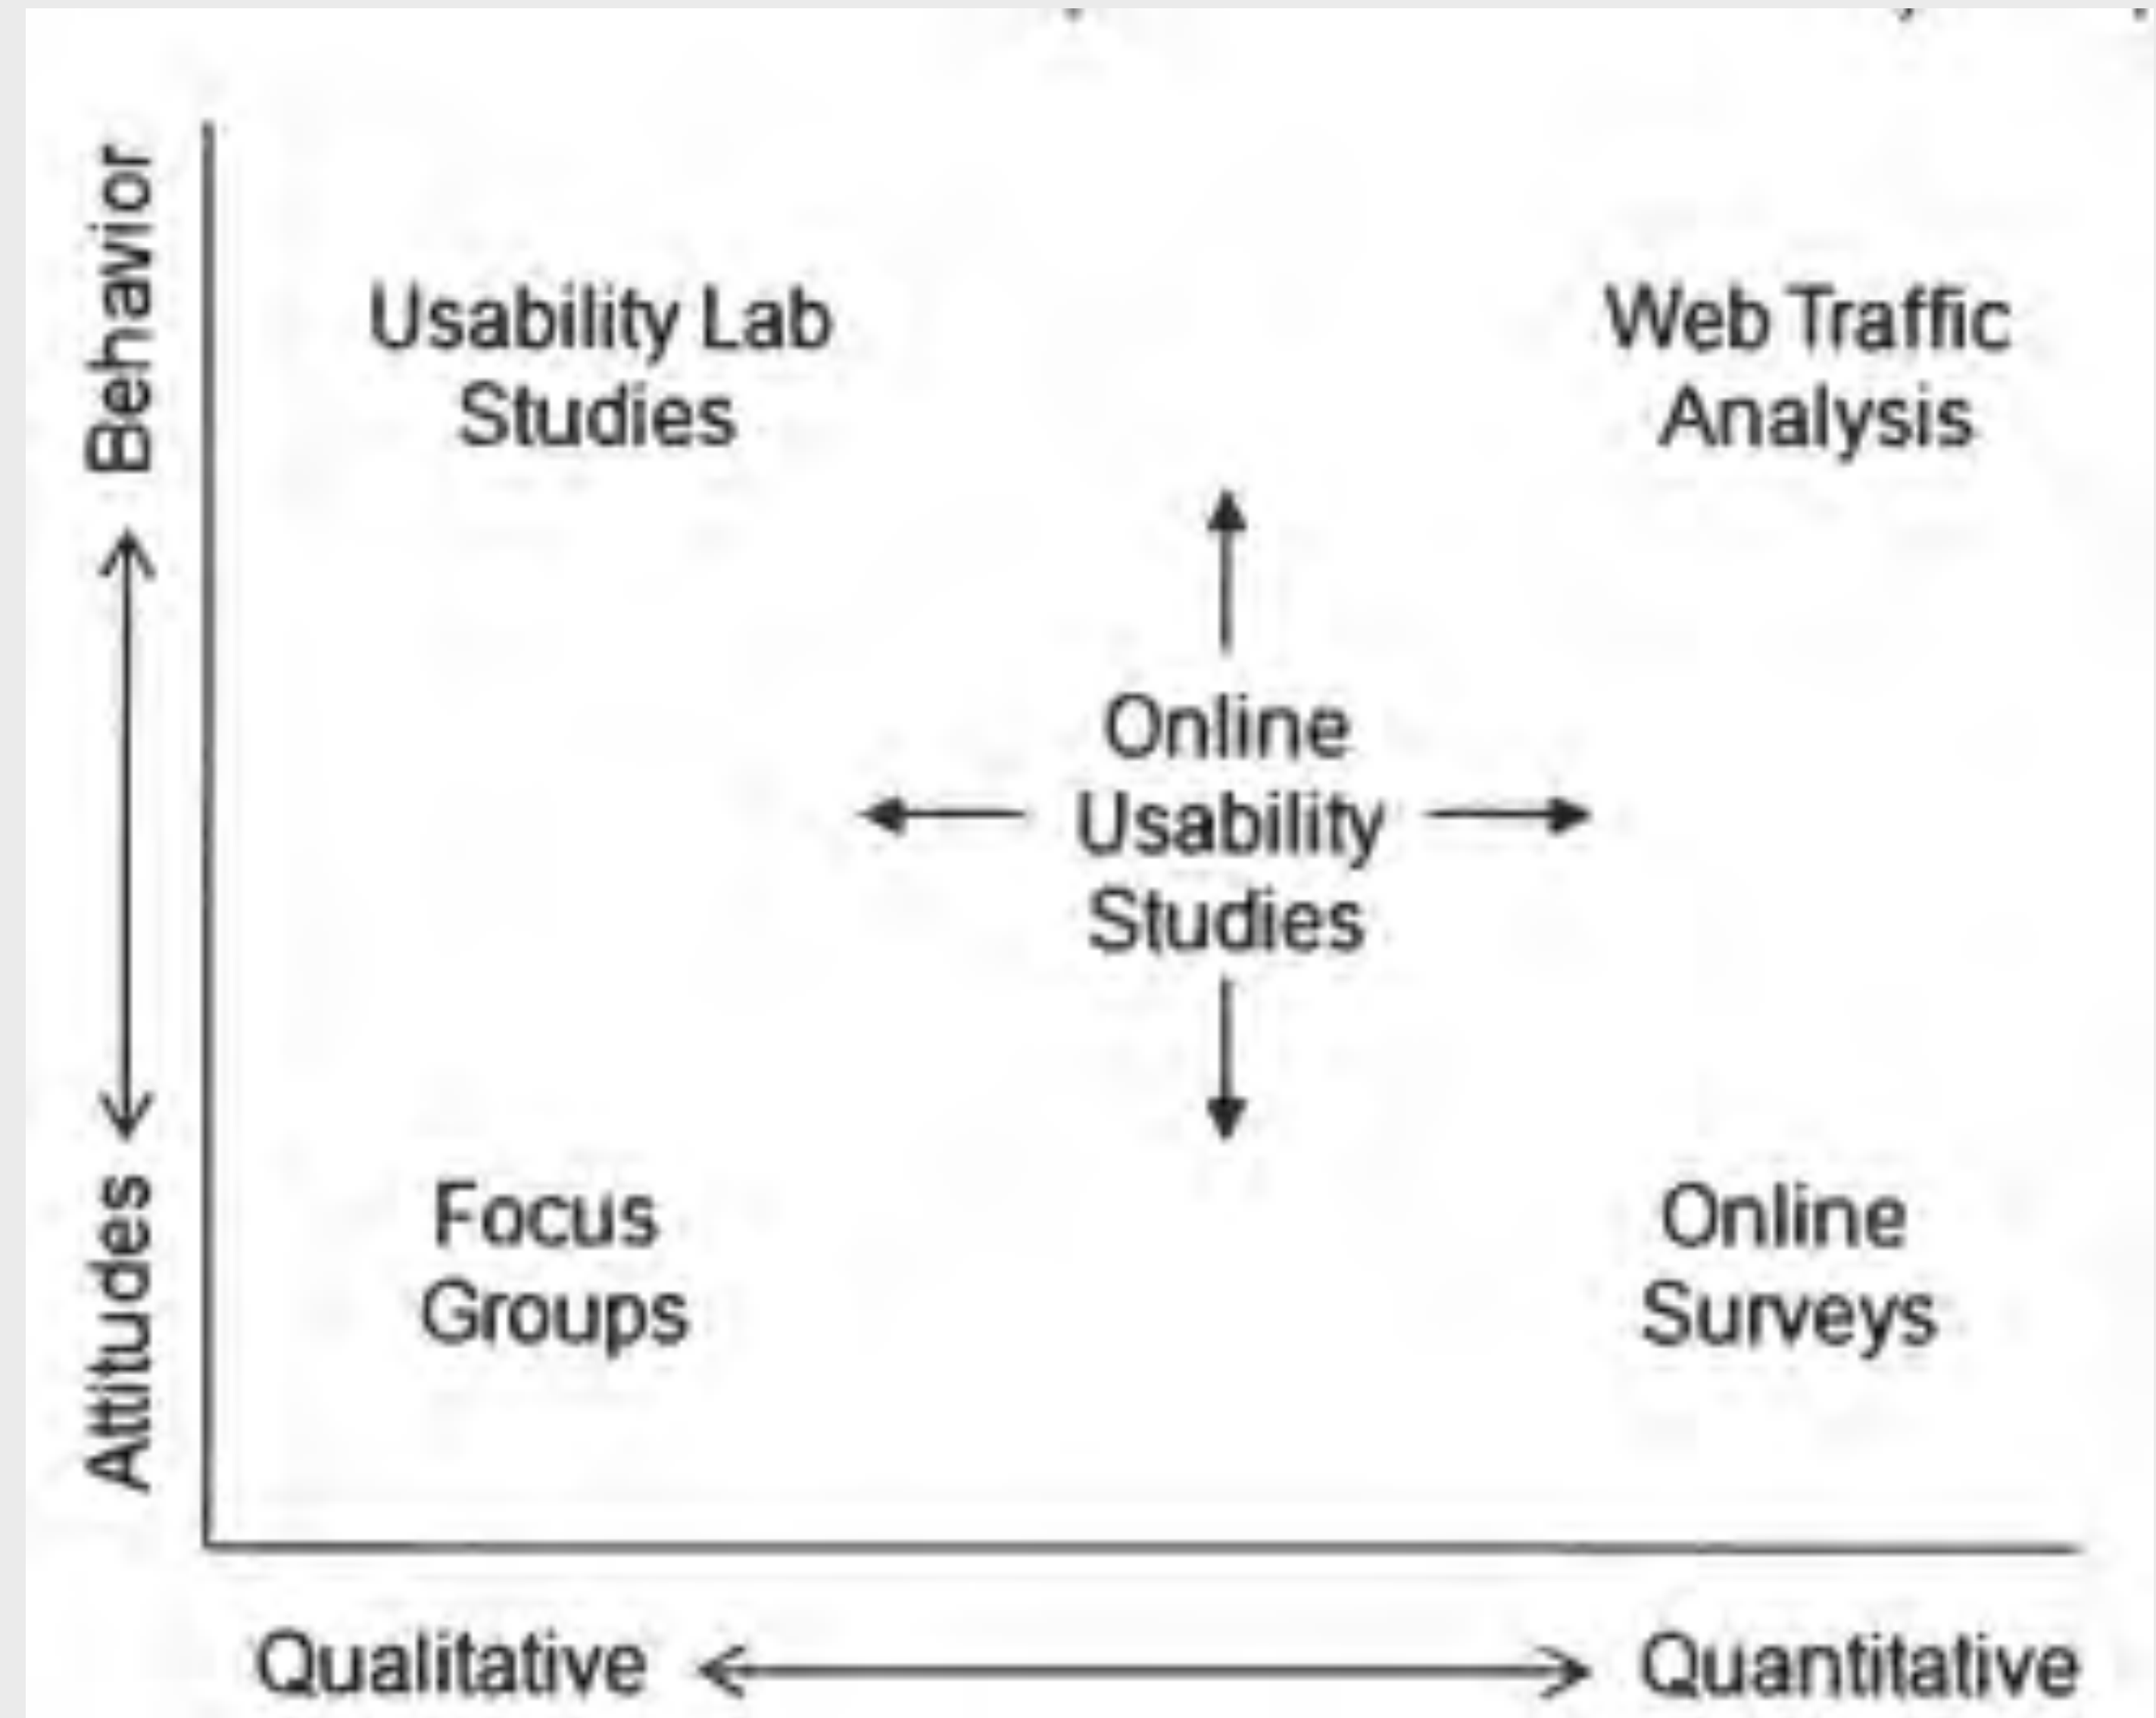 Behavior
Usability Lab
Studies
Web Traffic
Analysis
Online
Usability
Studies
Attitudes
Focus
Groups
Online
Surveys
Qualitative
Quantitative